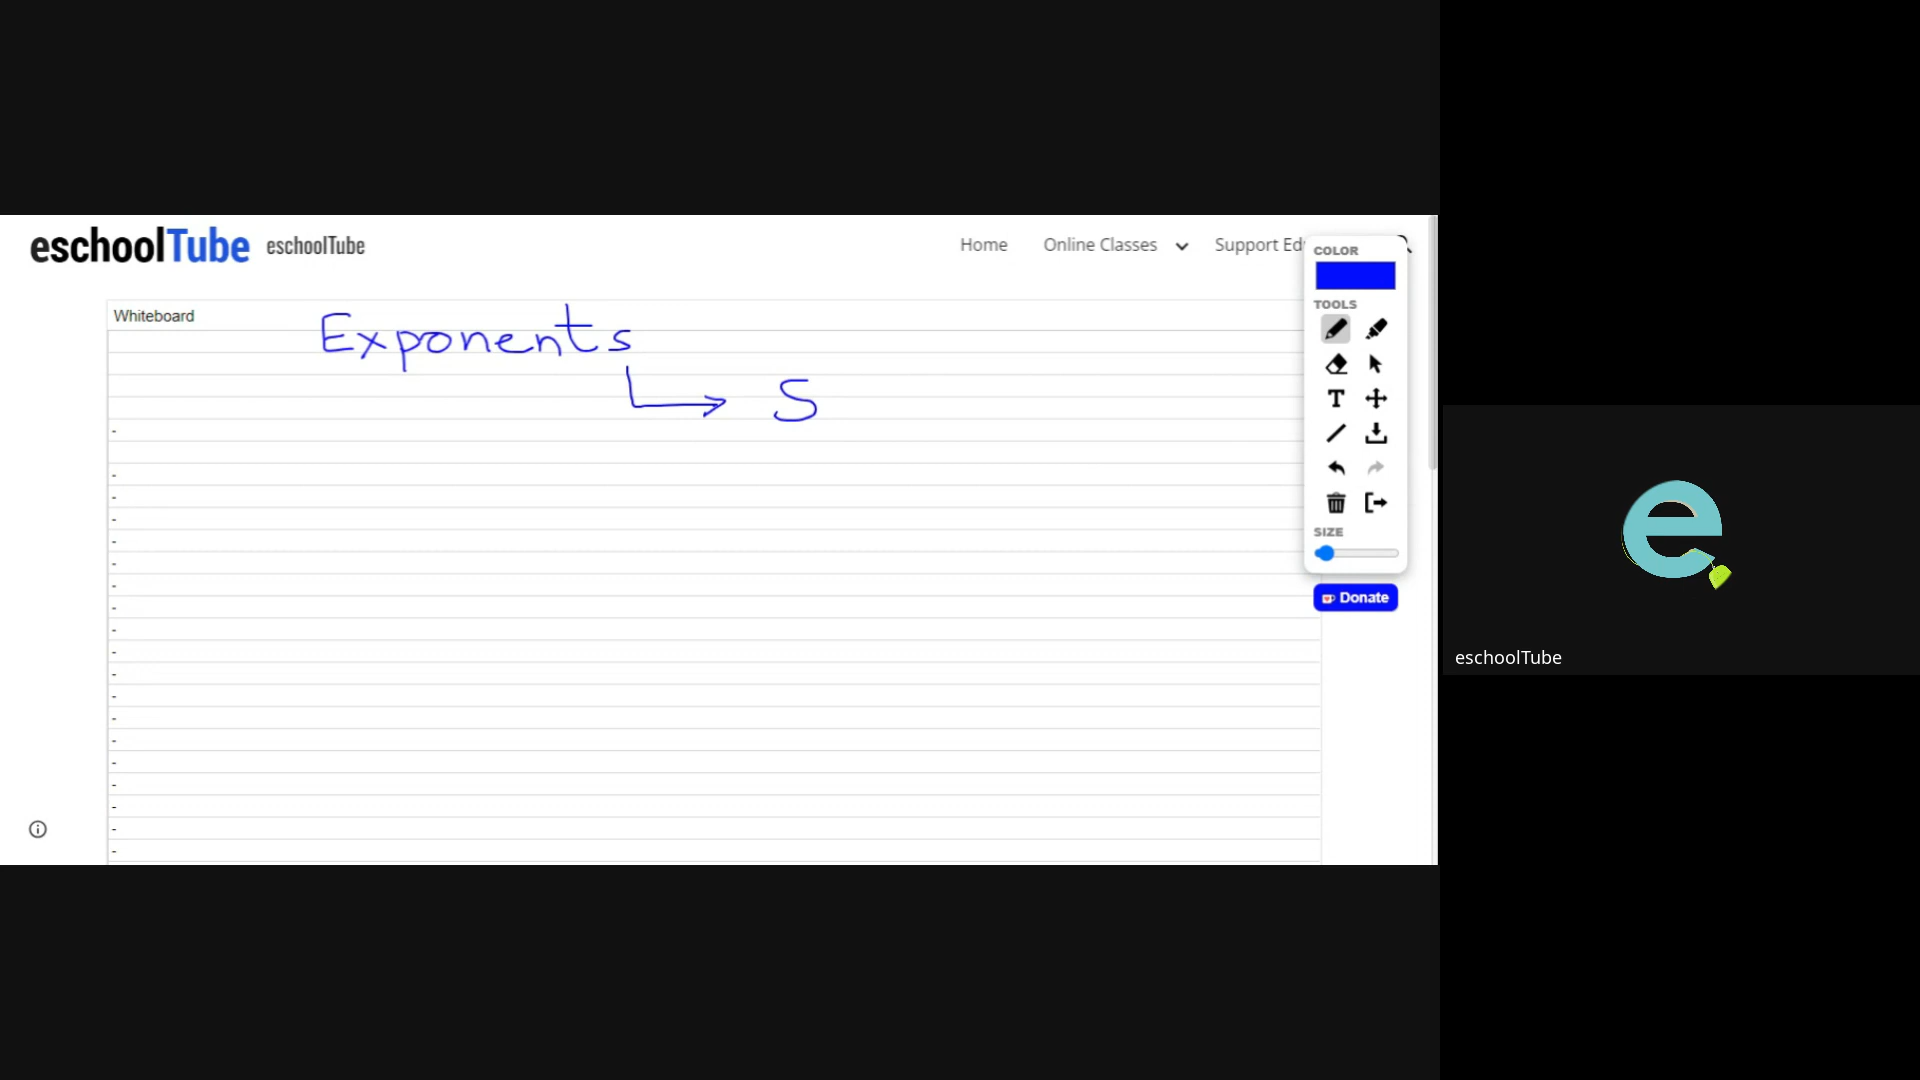 eschoolTube eschoolTube Home Online Classes Support Ed
COLOR
TOOLS
Whiteboard
Exponents
S
SIZE
Donate
eschoolTube